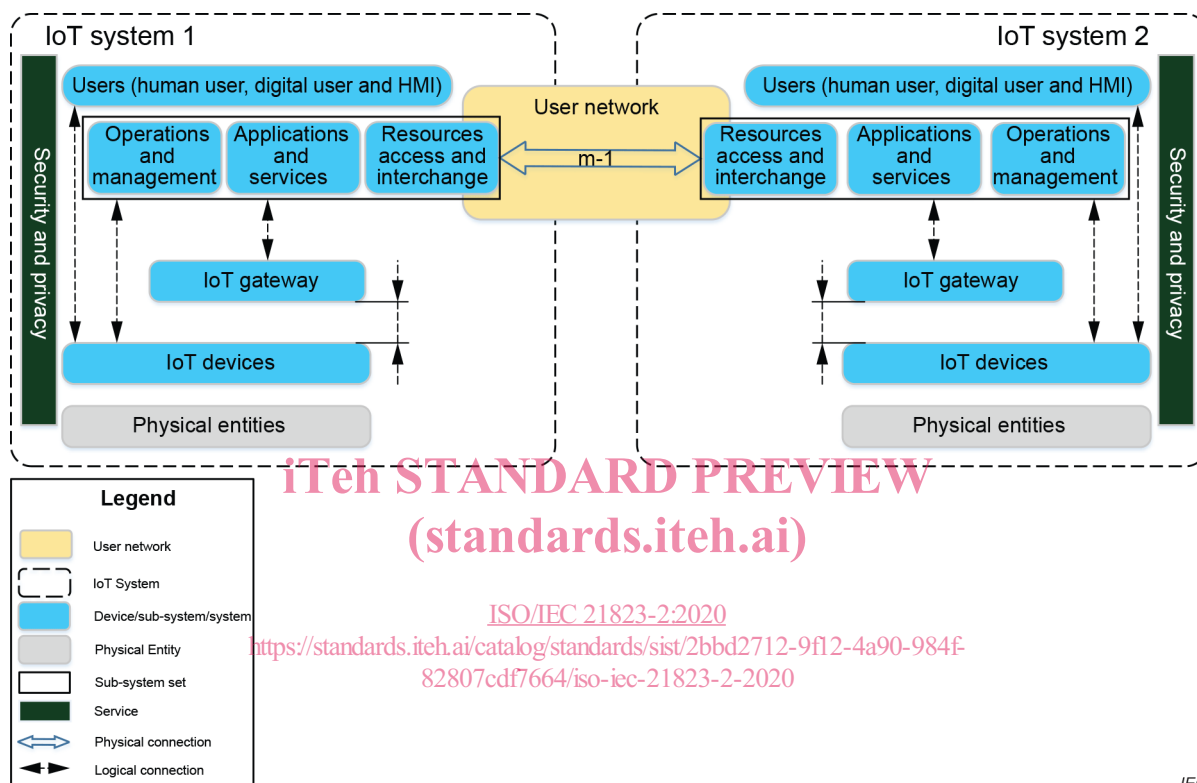 IoT system 1
Users (human user, digital user and HMI)
Operations
and
management
Applications
and
services
Resources
access and
interchange
Security and privacy
IoT gateway
IoT devices
Physical entities
User network
m-1
IoT system 2
Users (human user, digital user and HMI)
Resources
access and
interchange
Applications
and
services
Operations
and
management
Security and privacy
IoT gateway
IoT devices
Physical entities
iTeh STANDARD PREVIEW
(standards.iteh.ai)
ISO/IEC 21823-2:2020
https://standards.iteh.ai/catalog/standards/sist/2bbd2712-9f12-4a90-984f-
82807cdf7664/iso-iec-21823-2-2020
Legend
User network
IoT System
Device/sub-system/system
Physical Entity
Sub-system set
Service
Physical connection
Logical connection